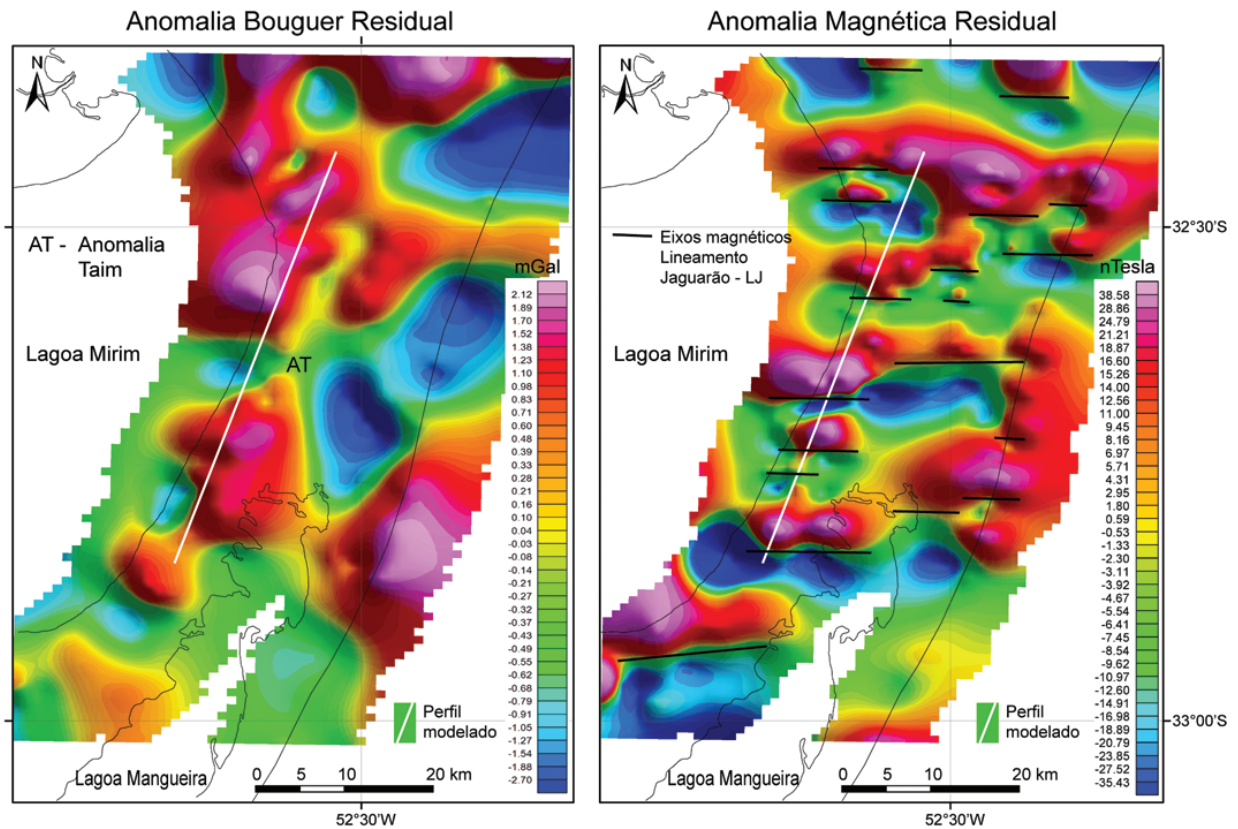 Anomalia Bouguer Residual
N
AT - Anomalia
Taim
mGal
Lagoa Mirim
AT
2.12
1.89
1.70
1.52
1.38
1.23
1.10
0.98
0.83
0.71
0.60
0.48
0.39
0.33
0.28
0.21
0.16
0.10
0.04
-0.03
-0.08
-0.14
-0.21
-0.27
-0.32
-0.37
-0.43
-0.49
-0.55
-0.62
-0.68
-0.79
-0.91
-1.05
-1.27
-1.54
-1.88
-2.70
Perfil
modelado
Lagoa Mangueira
0 5 10 20 km
52°30'W
Anomalia Magnética Residual
N
32°30'S
Eixos magnéticos
Lineamento
Jaguarão - LJ
nTesla
Lagoa Mirim
38.58
28.86
24.79
21.21
18.87
16.60
15.26
14.00
12.56
11.00
9.45
8.16
6.97
5.71
4.31
2.95
1.80
0.59
-0.53
-1.33
-2.30
-3.11
-3.92
-4.67
-5.54
-6.41
-7.45
-8.54
-9.62
-10.97
-12.60
-14.91
-16.98
-18.89
-20.79
-23.85
-27.52
-35.43
Perfil
modelado
33°00'S
Lagoa Mangueira
0 5 10 20 km
52°30'W